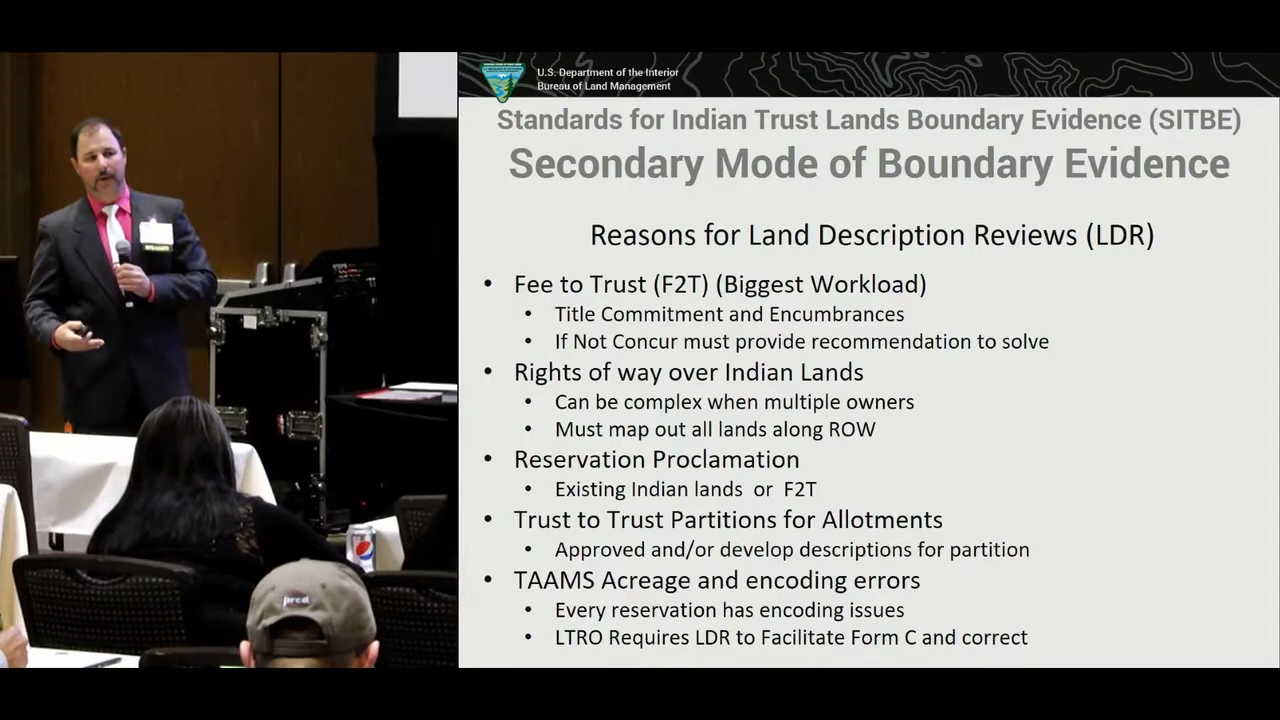 U.S. Department of the Interior
Bureau of Land Management
Standards for Indian Trust Lands Boundary Evidence (SITBE)
Secondary Mode of Boundary Evidence
Reasons for Land Description Reviews (LDR)
• Fee to Trust (F2T) (Biggest Workload)
• Title Commitment and Encumbrances
• If Not Concur must provide recommendation to solve
• Rights of way over Indian Lands
• Can be complex when multiple owners
• Must map out all lands along ROW
• Reservation Proclamation
• Existing Indian lands or F2T
• Trust to Trust Partitions for Allotments
• Approved and/or develop descriptions for partition
• TAAMS Acreage and encoding errors
• Every reservation has encoding issues
• LTRO Requires LDR to Facilitate Form C and correct